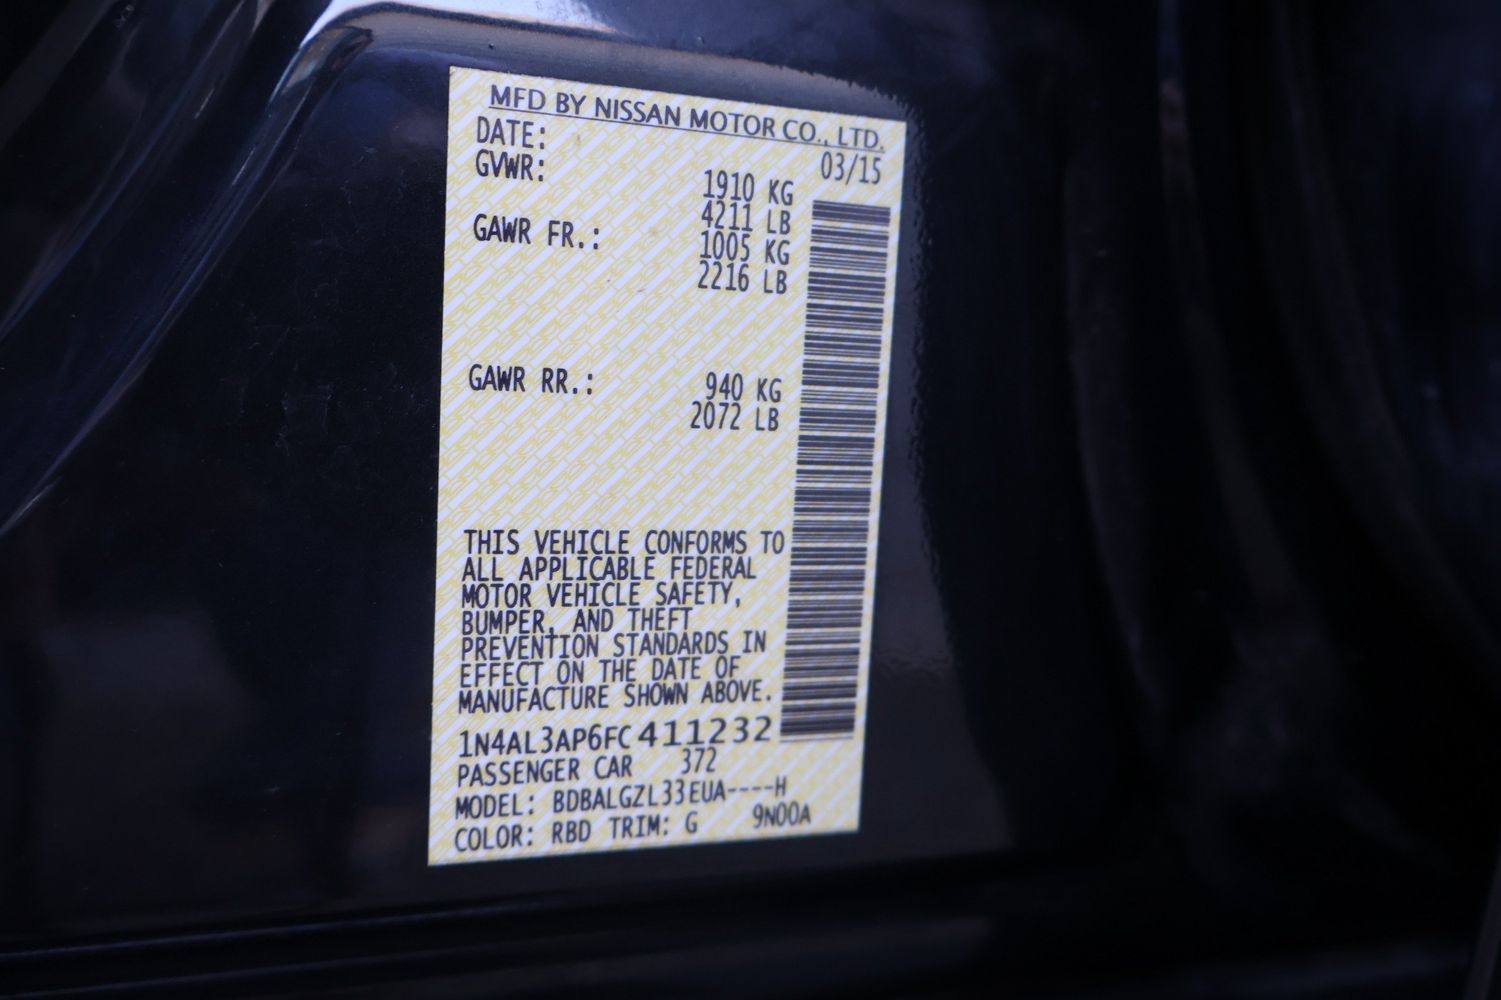 MFD BY NISSAN MOTOR CO., LTD.
DATE: 03/15
GVWR: 1910 KG
4211 LB
GAWR FR.: 1005 KG
2216 LB
GAWR RR.: 940 KG
2072 LB
THIS VEHICLE CONFORMS TO
ALL APPLICABLE FEDERAL
MOTOR VEHICLE SAFETY,
BUMPER, AND THEFT
PREVENTION STANDARDS IN
EFFECT ON THE DATE OF
MANUFACTURE SHOWN ABOVE.
1N4AL3AP6FC411232
PASSENGER CAR 372
MODEL: BDBALGZL33EUA----H
COLOR: RBD TRIM: G 9N00A